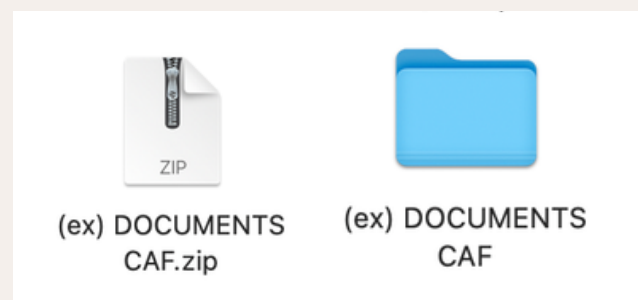 ZIP
(ex) DOCUMENTS
CAF.zip
(ex) DOCUMENTS
CAF